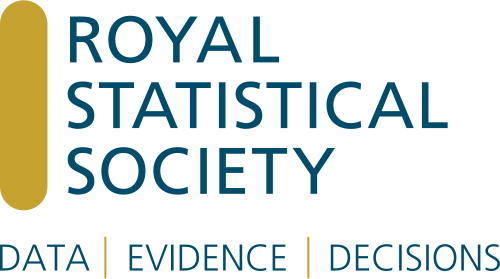 ROYAL
STATISTICAL
SOCIETY
DATA | EVIDENCE | DECISIONS